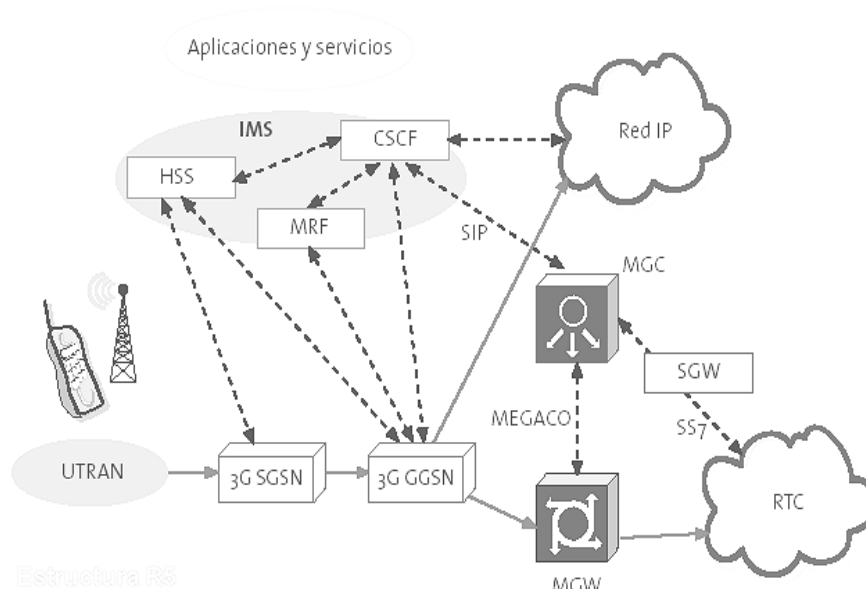 Aplicaciones y servicios
IMS
CSCF
Red IP
HSS
MRF
SIP
MGC
SGW
MEGACO
SS7
UTRAN
3G SGSN
3G GGSN
RTC
MGW
Estructura R5